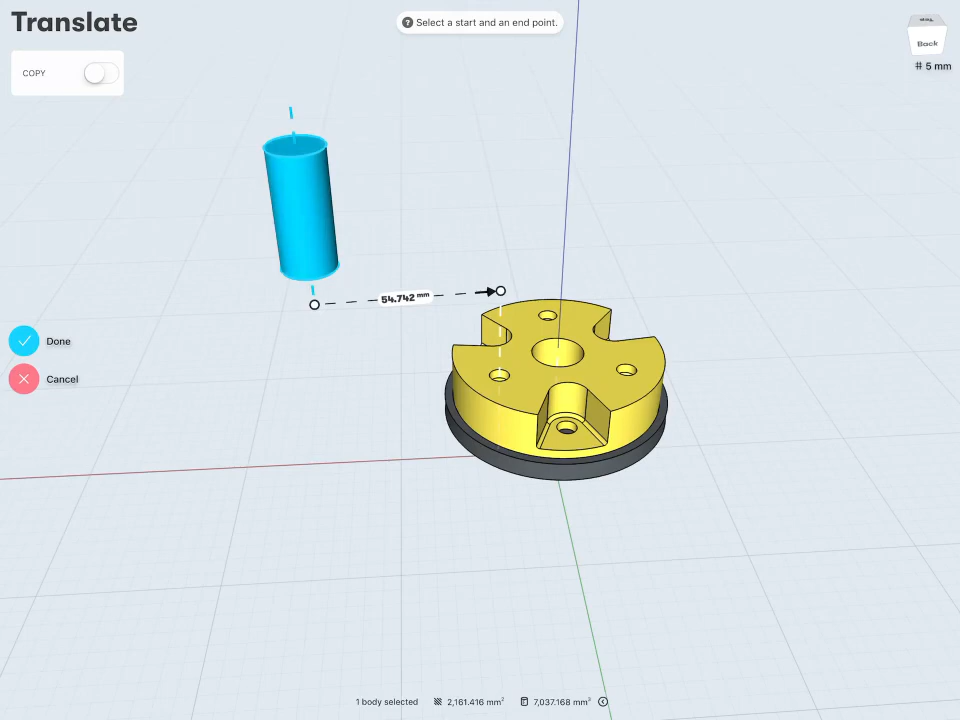 Translate
? Select a start and an end point.
Back
# 5 mm
COPY
54.742 mm
Done
Cancel
1 body selected 2,161.416 mm² 7,037.168 mm³